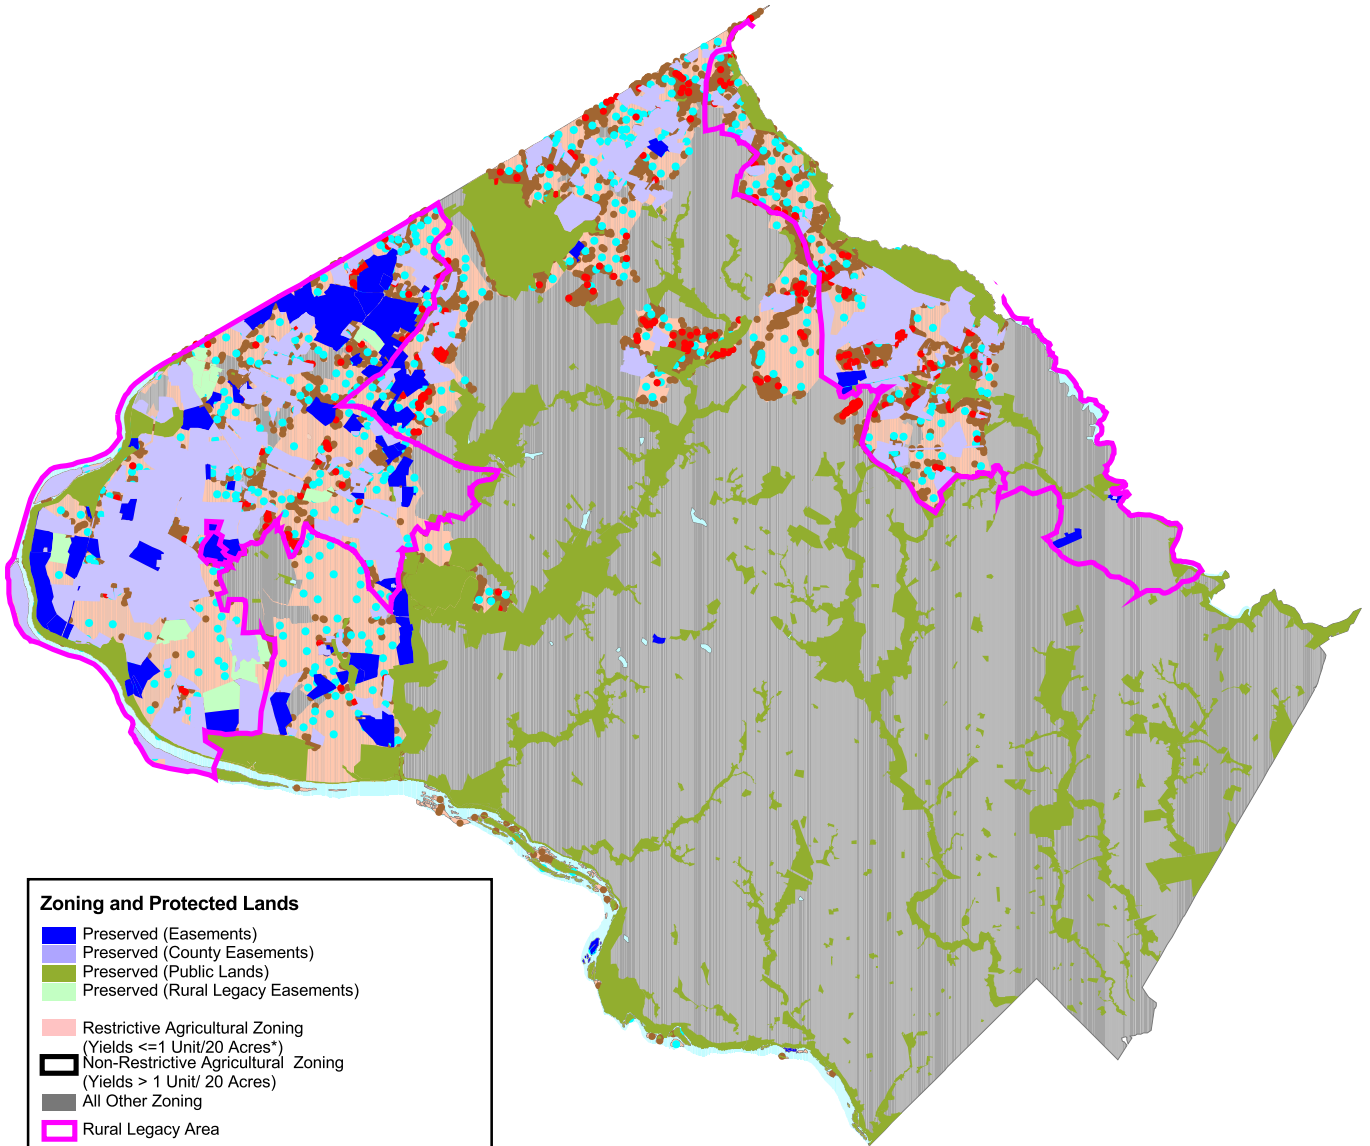 Zoning and Protected Lands
Preserved (Easements)
Preserved (County Easements)
Preserved (Public Lands)
Preserved (Rural Legacy Easements)
Restrictive Agricultural Zoning
(Yields <=1 Unit/20 Acres*)
Non-Restrictive Agricultural Zoning
(Yields > 1 Unit/ 20 Acres)
All Other Zoning
Rural Legacy Area